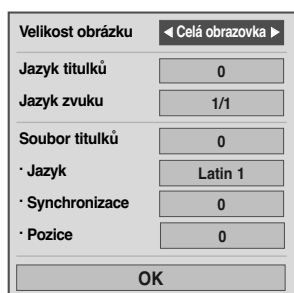 Velikost obrázku ◀ Celá obrazovka ▶
Jazyk titulků 0
Jazyk zvuku 1/1
Soubor titulků 0
· Jazyk Latin 1
· Synchronizace 0
· Pozice 0
OK